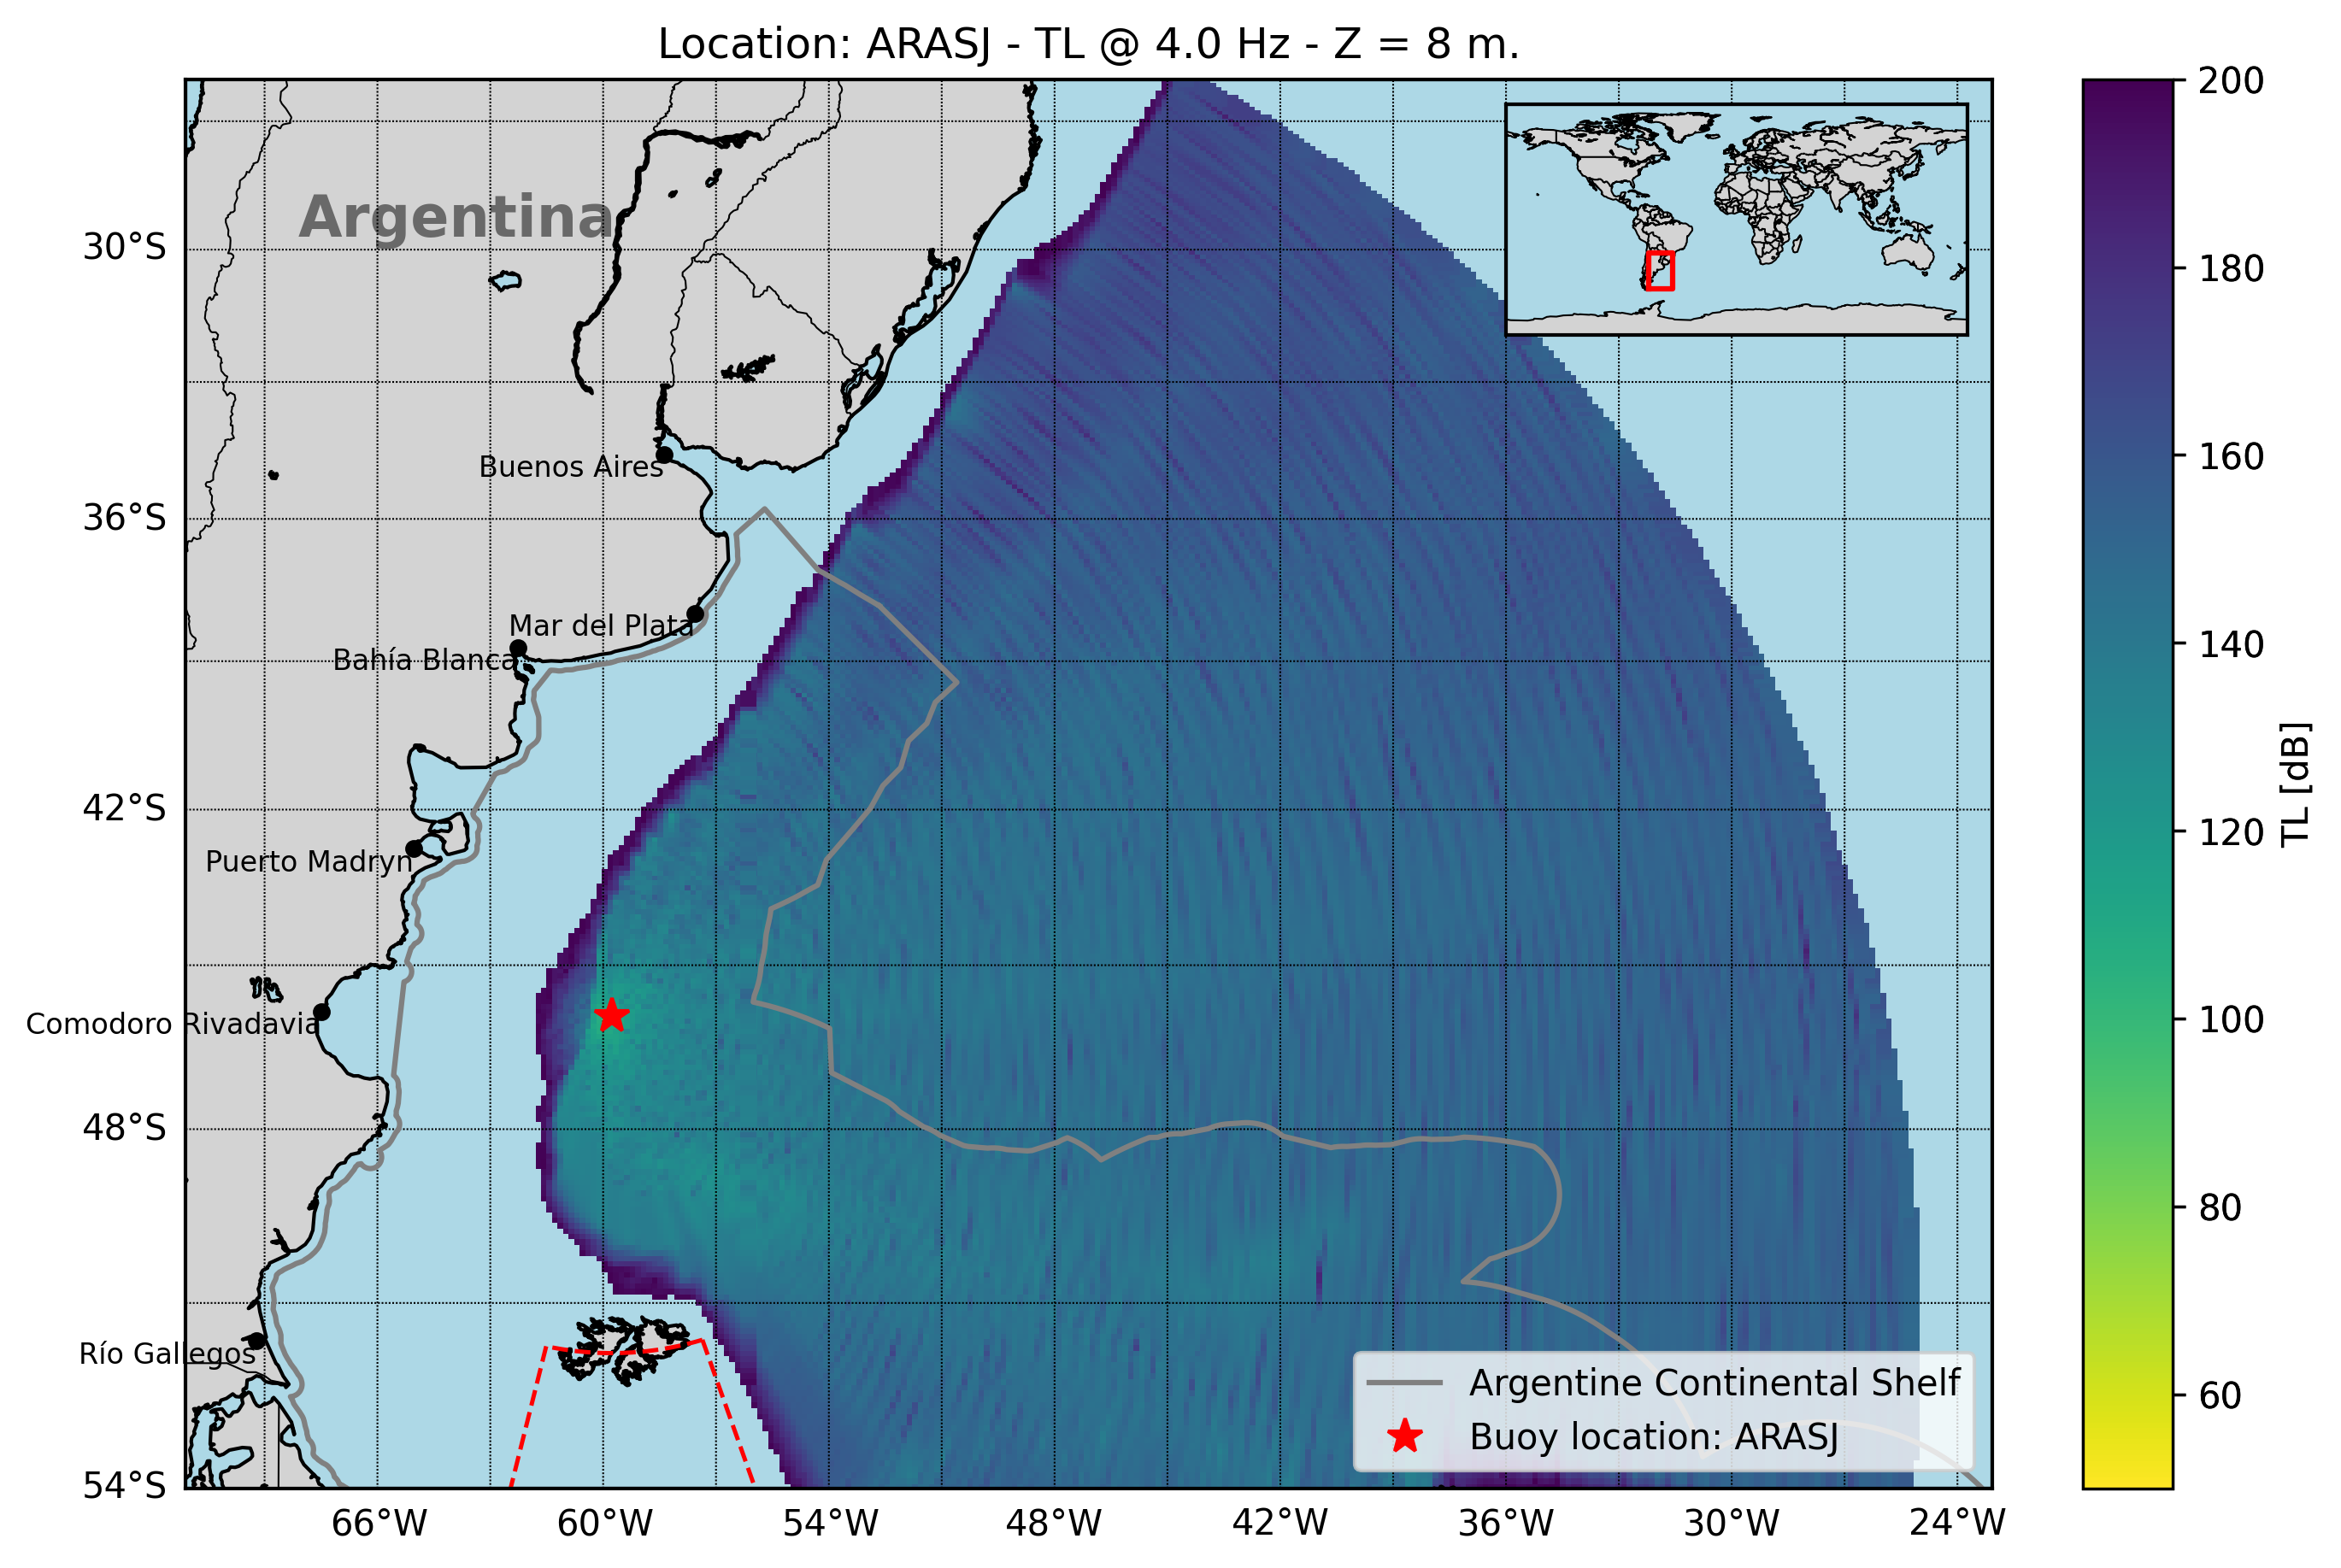 Location: ARASJ - TL @ 4.0 Hz - Z = 8 m.
Argentina
Buenos Aires
Mar del Plata
Bahía Blanca
Puerto Madryn
Comodoro Rivadavia
Río Gallegos
30°S
36°S
42°S
48°S
54°S
66°W
60°W
54°W
48°W
42°W
36°W
30°W
24°W
Argentine Continental Shelf
Buoy location: ARASJ
200
180
160
140
120
100
80
60
TL [dB]